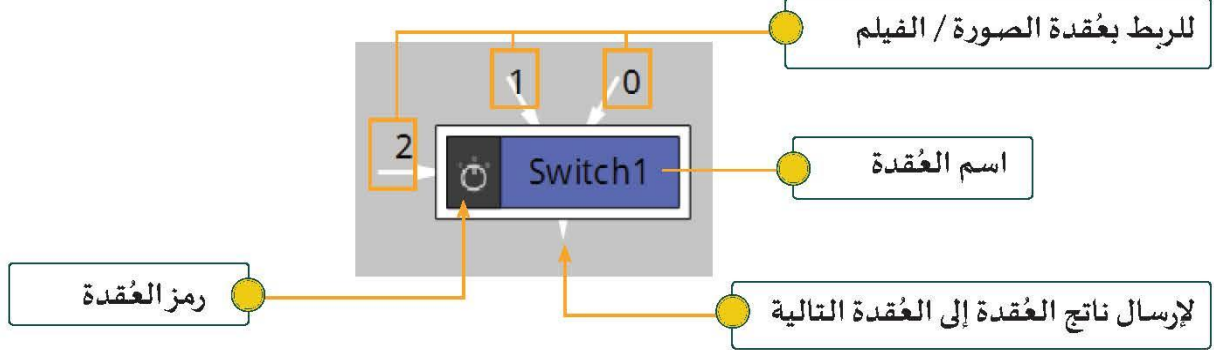 للربط بعُقدة الصورة / الفيلم
1
0
2
Switch1
اسم العُقدة
رمز العُقدة
لإرسال ناتج العُقدة إلى العُقدة التالية